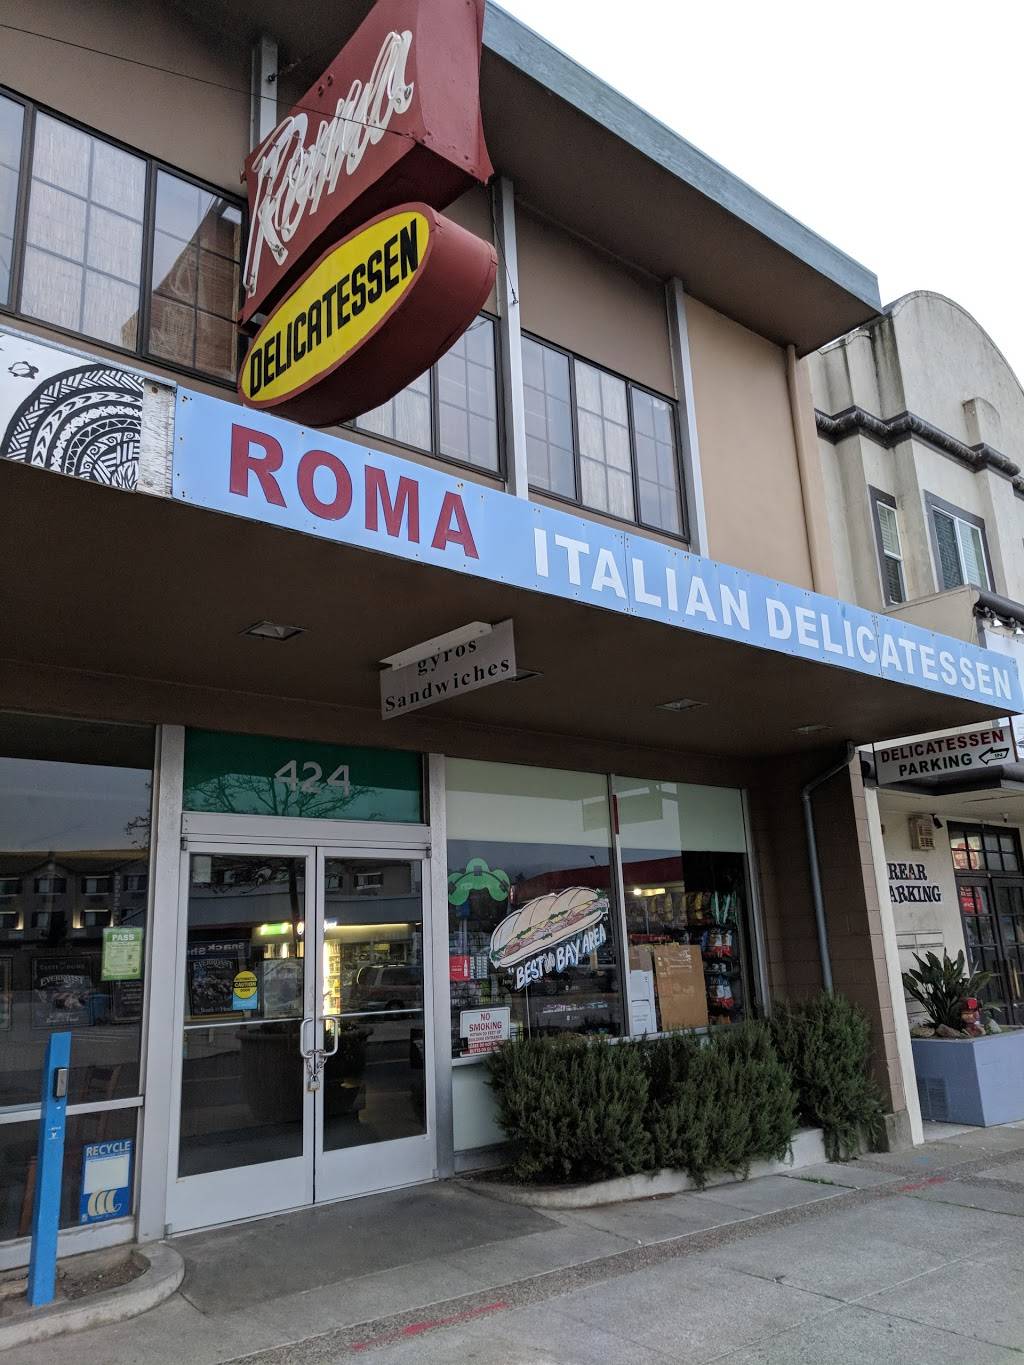 Roma
DELICATESSEN
ROMA ITALIAN DELICATESSEN
gyros
Sandwiches
DELICATESSEN
PARKING
424
REAR
PARKING
PASS
CAUTION
"BEST in BAY AREA
NO
SMOKING
RECYCLE